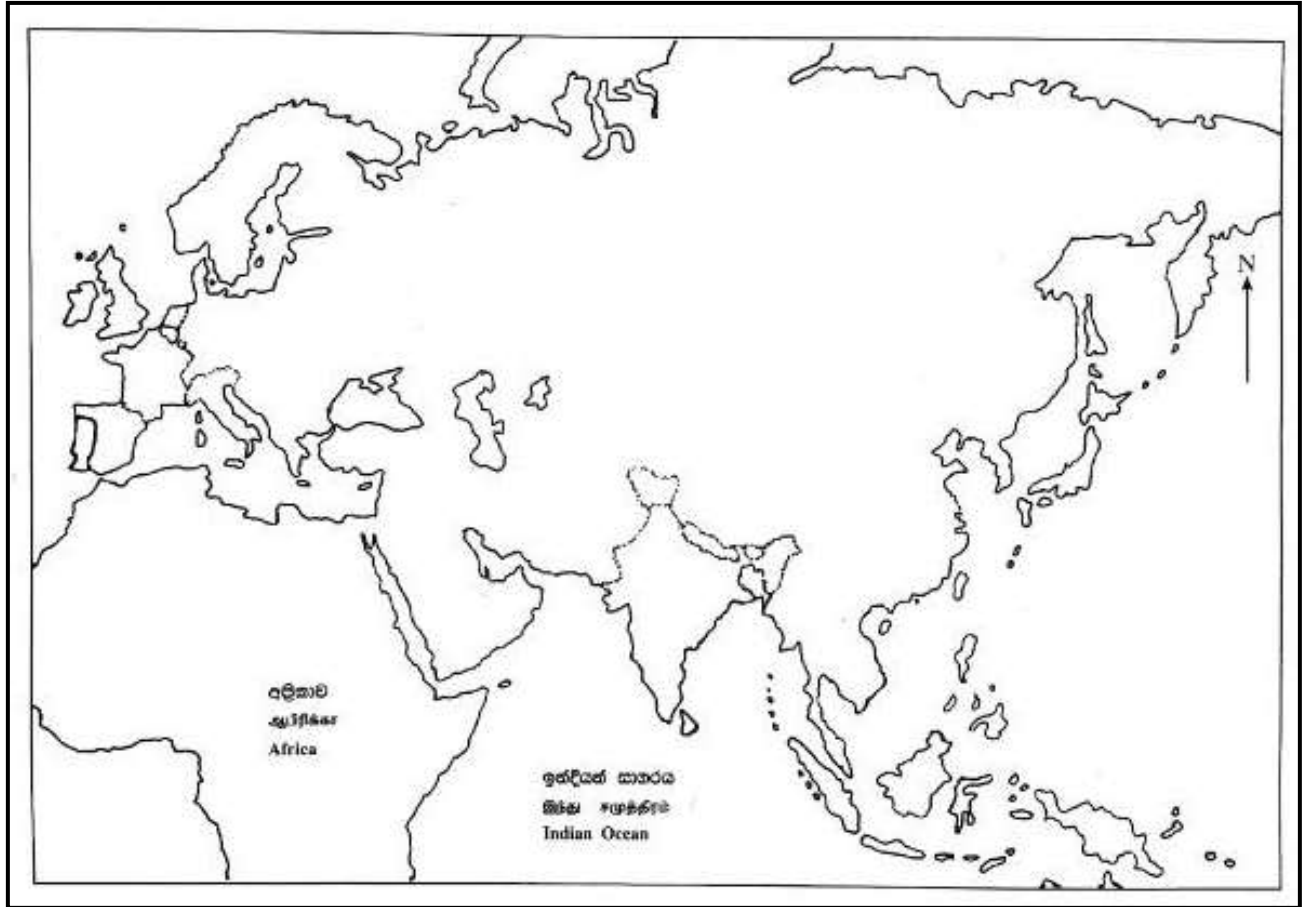 N
අප්‍රිකාව
ஆபிரிக்கா
Africa
ඉන්දියන් සාගරය
இந்து சமுத்திரம்
Indian Ocean